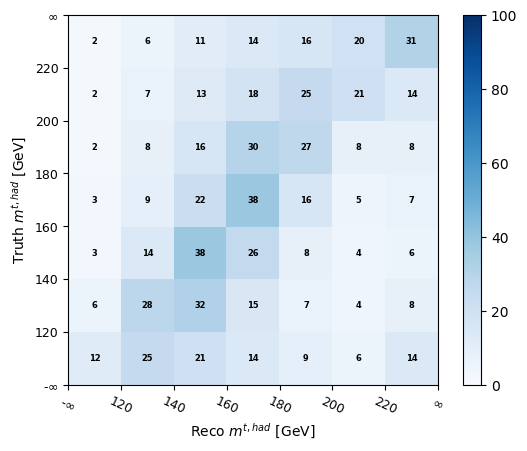 ∞ 2 6 11 14 16 20 31 100
220 2 7 13 18 25 21 14 80
200 2 8 16 30 27 8 8 60
180 3 9 22 38 16 5 7
160 3 14 38 26 8 4 6 40
140 6 28 32 15 7 4 8 20
120 12 25 21 14 9 6 14
-∞ 0
-∞ 120 140 160 180 200 220 ∞
Reco m^{t,had} [GeV]
Truth m^{t,had} [GeV]